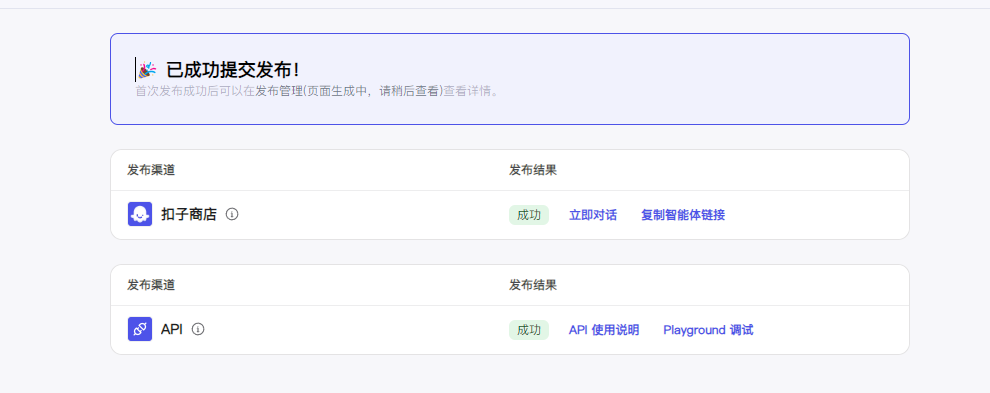 🎉 已成功提交发布！
首次发布成功后可以在发布管理(页面生成中，请稍后查看)查看详情。
发布渠道 发布结果
扣子商店 成功 立即对话 复制智能体链接
发布渠道 发布结果
API 成功 API 使用说明 Playground 调试